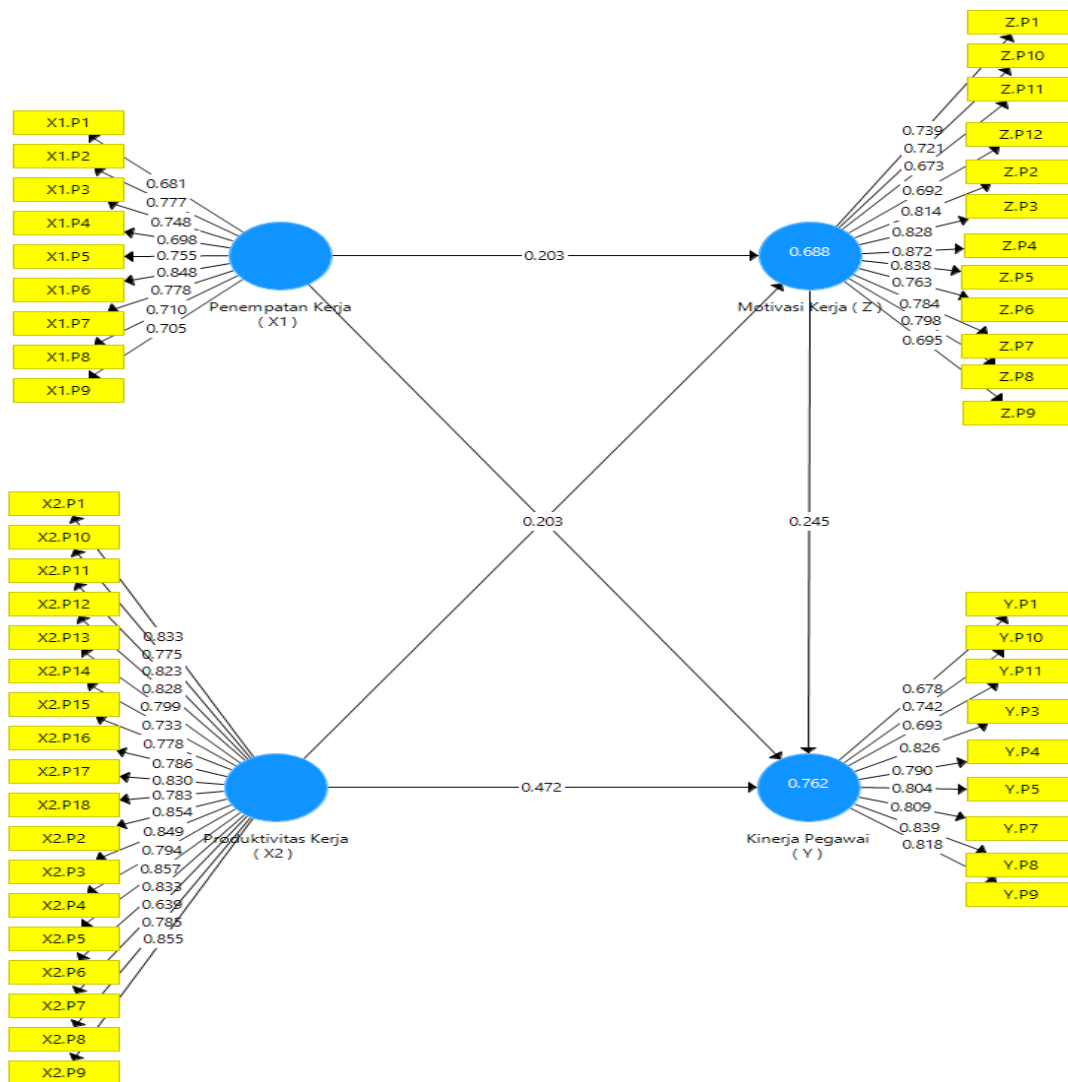 Z.P1
Z.P10
Z.P11
Z.P12
Z.P2
Z.P3
Z.P4
Z.P5
Z.P6
Z.P7
Z.P8
Z.P9
0.739
0.721
0.673
0.692
0.814
0.828
0.872
0.838
0.763
0.784
0.798
0.695
X1.P1
X1.P2
X1.P3
X1.P4
X1.P5
X1.P6
X1.P7
X1.P8
X1.P9
0.681
0.777
0.748
0.698
0.755
0.848
0.778
0.710
0.705
Penempatan Kerja
( X1 )
0.203
0.688
Motivasi Kerja ( Z )
0.203
0.245
X2.P1
X2.P10
X2.P11
X2.P12
X2.P13
X2.P14
X2.P15
X2.P16
X2.P17
X2.P18
X2.P2
X2.P3
X2.P4
X2.P5
X2.P6
X2.P7
X2.P8
X2.P9
0.833
0.775
0.823
0.828
0.799
0.733
0.778
0.786
0.830
0.783
0.854
0.849
0.794
0.857
0.833
0.639
0.785
0.855
Produktivitas Kerja
( X2 )
0.472
0.762
Kinerja Pegawai
( Y )
0.678
0.742
0.693
0.826
0.790
0.804
0.809
0.839
0.818
Y.P1
Y.P10
Y.P11
Y.P3
Y.P4
Y.P5
Y.P7
Y.P8
Y.P9